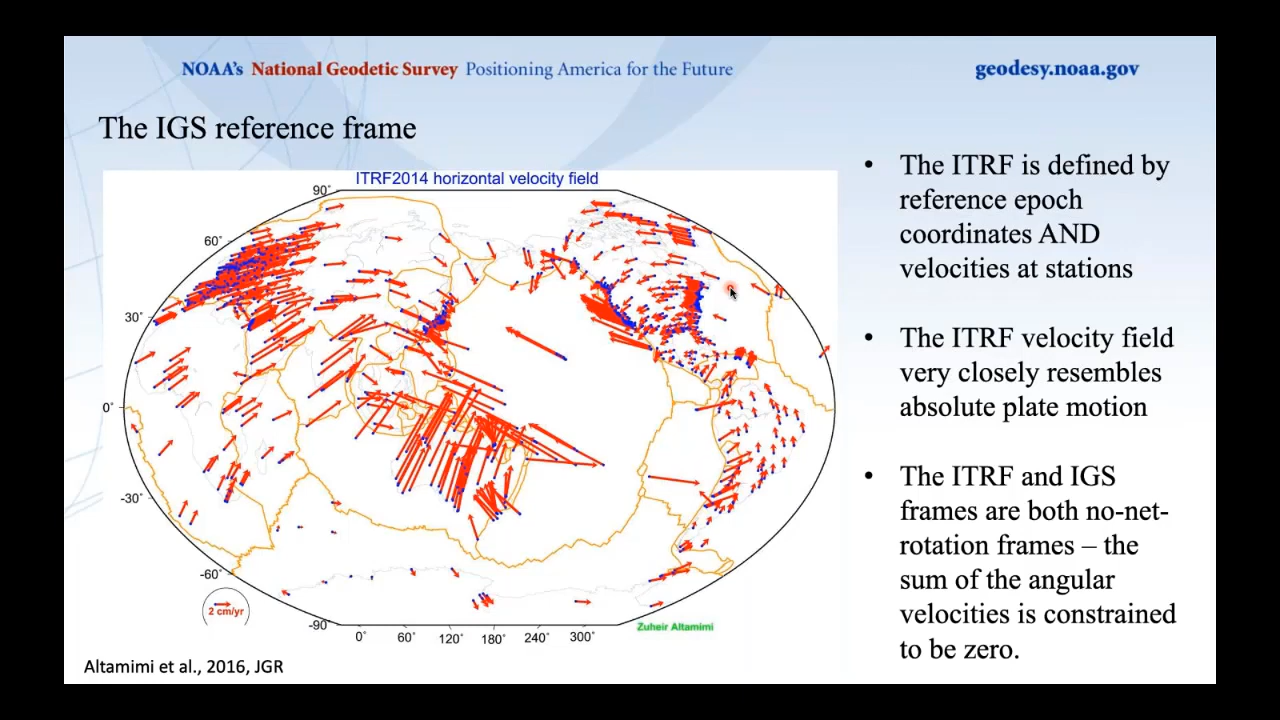 NOAA's National Geodetic Survey Positioning America for the Future
geodesy.noaa.gov
The IGS reference frame
ITRF2014 horizontal velocity field
90°
60°
30°
0°
-30°
-60°
-90°
0° 60° 120° 180° 240° 300°
2 cm/yr
Zuheir Altamimi
Altamimi et al., 2016, JGR
• The ITRF is defined by
reference epoch
coordinates AND
velocities at stations
• The ITRF velocity field
very closely resembles
absolute plate motion
• The ITRF and IGS
frames are both no-net-
rotation frames – the
sum of the angular
velocities is constrained
to be zero.